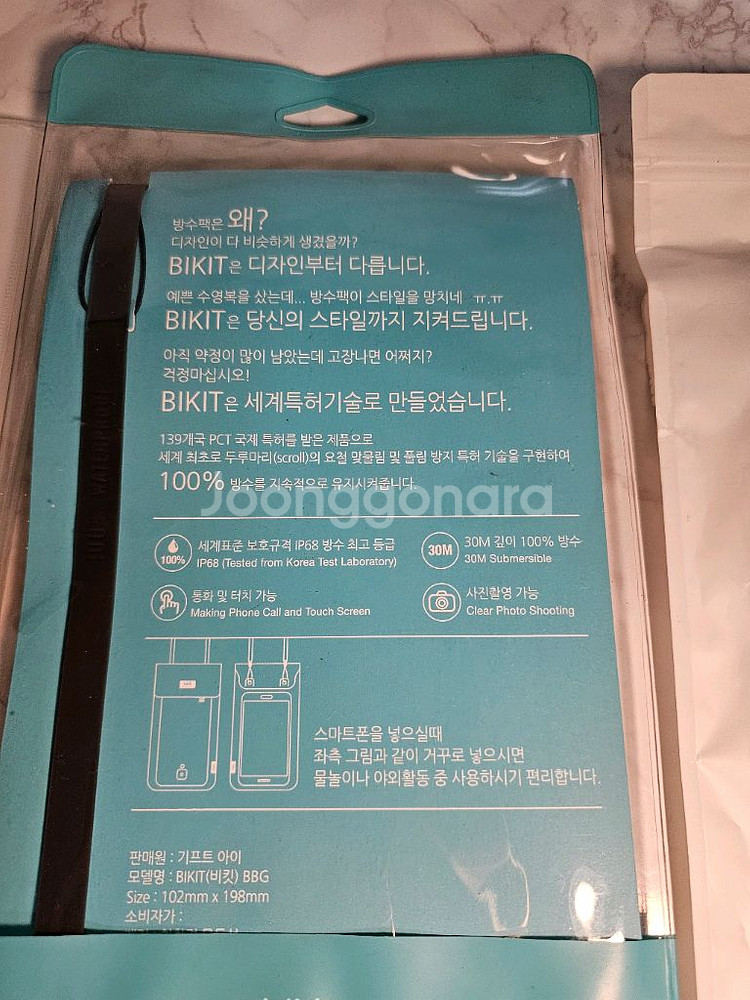 방수팩은 왜?
디자인이 다 비슷하게 생겼을까?
BIKIT은 디자인부터 다릅니다.
예쁜 수영복을 샀는데... 방수팩이 스타일을 망치네 ㅠ.ㅠ
BIKIT은 당신의 스타일까지 지켜드립니다.
아직 약정이 많이 남았는데 고장나면 어쩌지?
걱정마십시오!
BIKIT은 세계특허기술로 만들었습니다.
139개국 PCT 국제 특허를 받은 제품으로
세계 최초로 두루마리(scroll)의 요철 맞물림 및 풀림 방지 특허 기술을 구현하여
100% 방수를 지속적으로 유지시켜줍니다.
Joonggonara
100%
세계표준 보호규격 IP68 방수 최고 등급
IP68 (Tested from Korea Test Laboratory)
30M
30M 깊이 100% 방수
30M Submersible
통화 및 터치 가능
Making Phone Call and Touch Screen
사진촬영 가능
Clear Photo Shooting
스마트폰을 넣으실때
좌측 그림과 같이 거꾸로 넣으시면
물놀이나 야외활동 중 사용하시기 편리합니다.
판매원 : 기프트 아이
모델명 : BIKIT(비킷) BBG
Size : 102mm x 198mm
소비자가 :